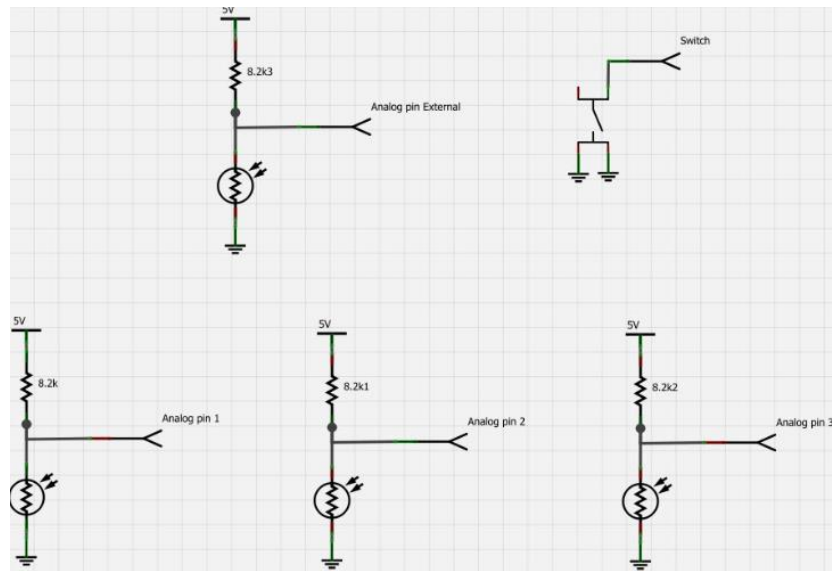 5V
8.2k3
Analog pin External
Switch
5V
8.2k
Analog pin 1
5V
8.2k1
Analog pin 2
5V
8.2k2
Analog pin 3